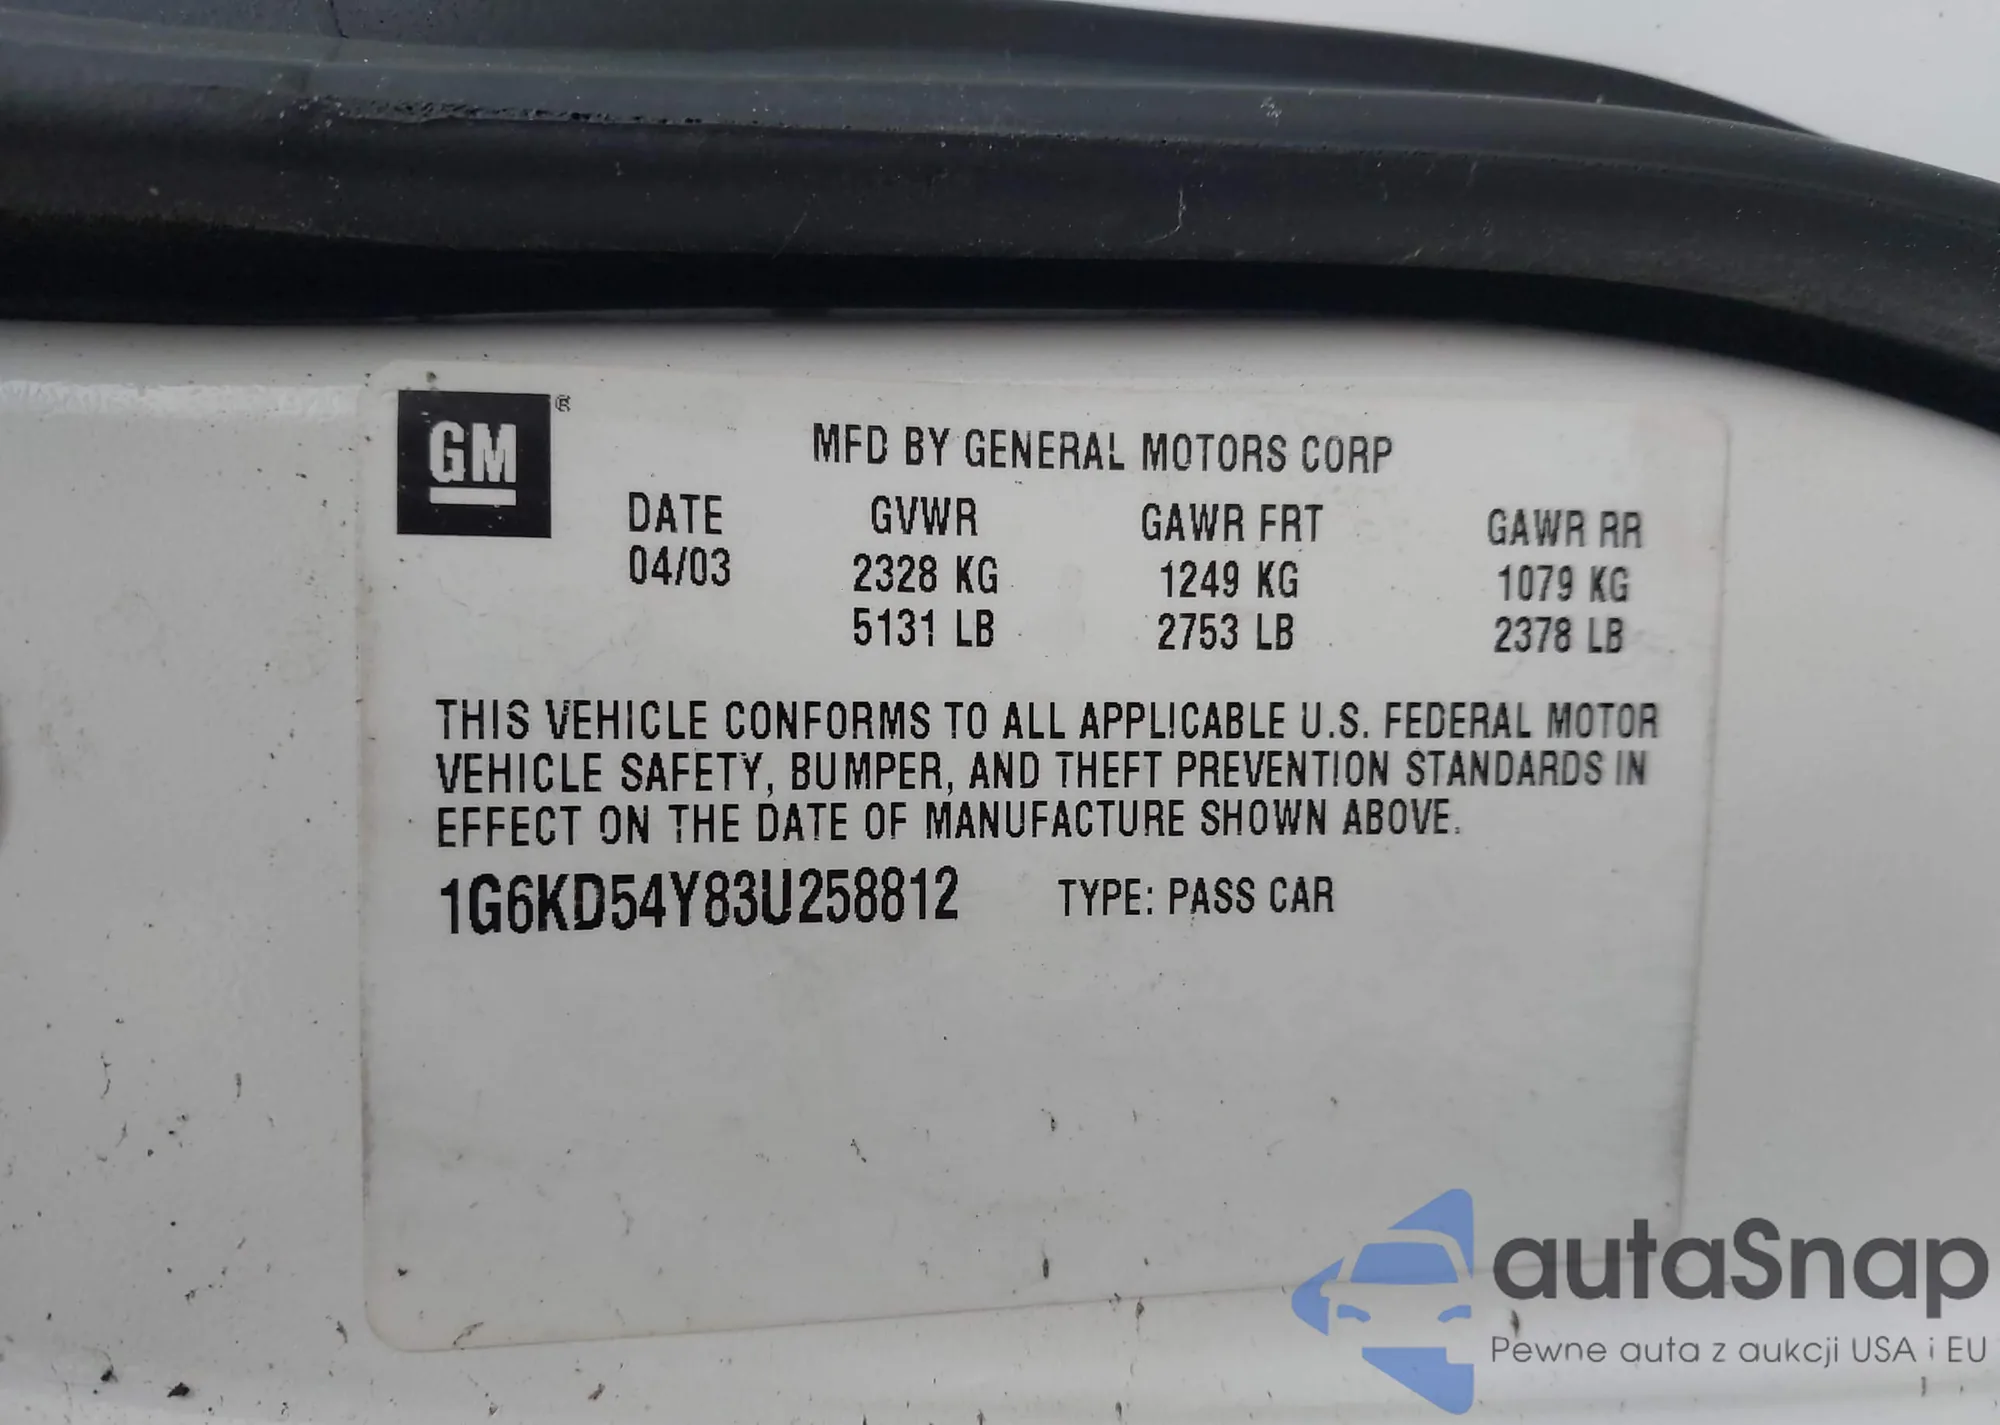 GM ®
MFD BY GENERAL MOTORS CORP
DATE GVWR GAWR FRT GAWR RR
04/03 2328 KG 1249 KG 1079 KG
5131 LB 2753 LB 2378 LB
THIS VEHICLE CONFORMS TO ALL APPLICABLE U.S. FEDERAL MOTOR
VEHICLE SAFETY, BUMPER, AND THEFT PREVENTION STANDARDS IN
EFFECT ON THE DATE OF MANUFACTURE SHOWN ABOVE.
1G6KD54Y83U258812 TYPE: PASS CAR
autaSnap
Pewne auta z aukcji USA i EU